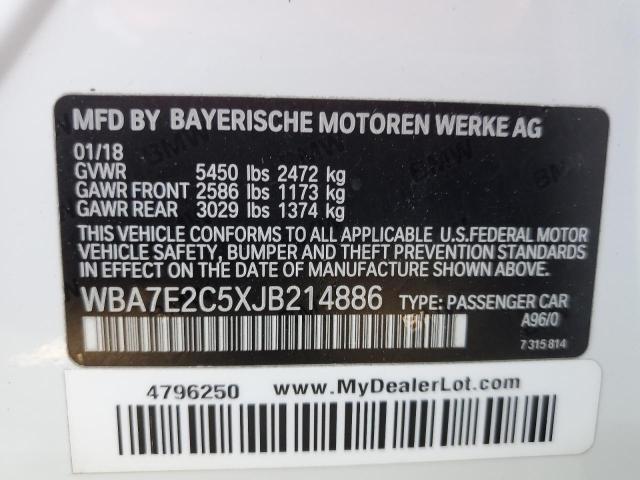 MFD BY BAYERISCHE MOTOREN WERKE AG
01/18
GVWR 5450 lbs 2472 kg
GAWR FRONT 2586 lbs 1173 kg
GAWR REAR 3029 lbs 1374 kg
THIS VEHICLE CONFORMS TO ALL APPLICABLE U.S.FEDERAL MOTOR
VEHICLE SAFETY, BUMPER AND THEFT PREVENTION STANDARDS
IN EFFECT ON THE DATE OF MANUFACTURE SHOWN ABOVE.
WBA7E2C5XJB214886 TYPE: PASSENGER CAR
A96/0
7 315 814
4796250 www.MyDealerLot.com